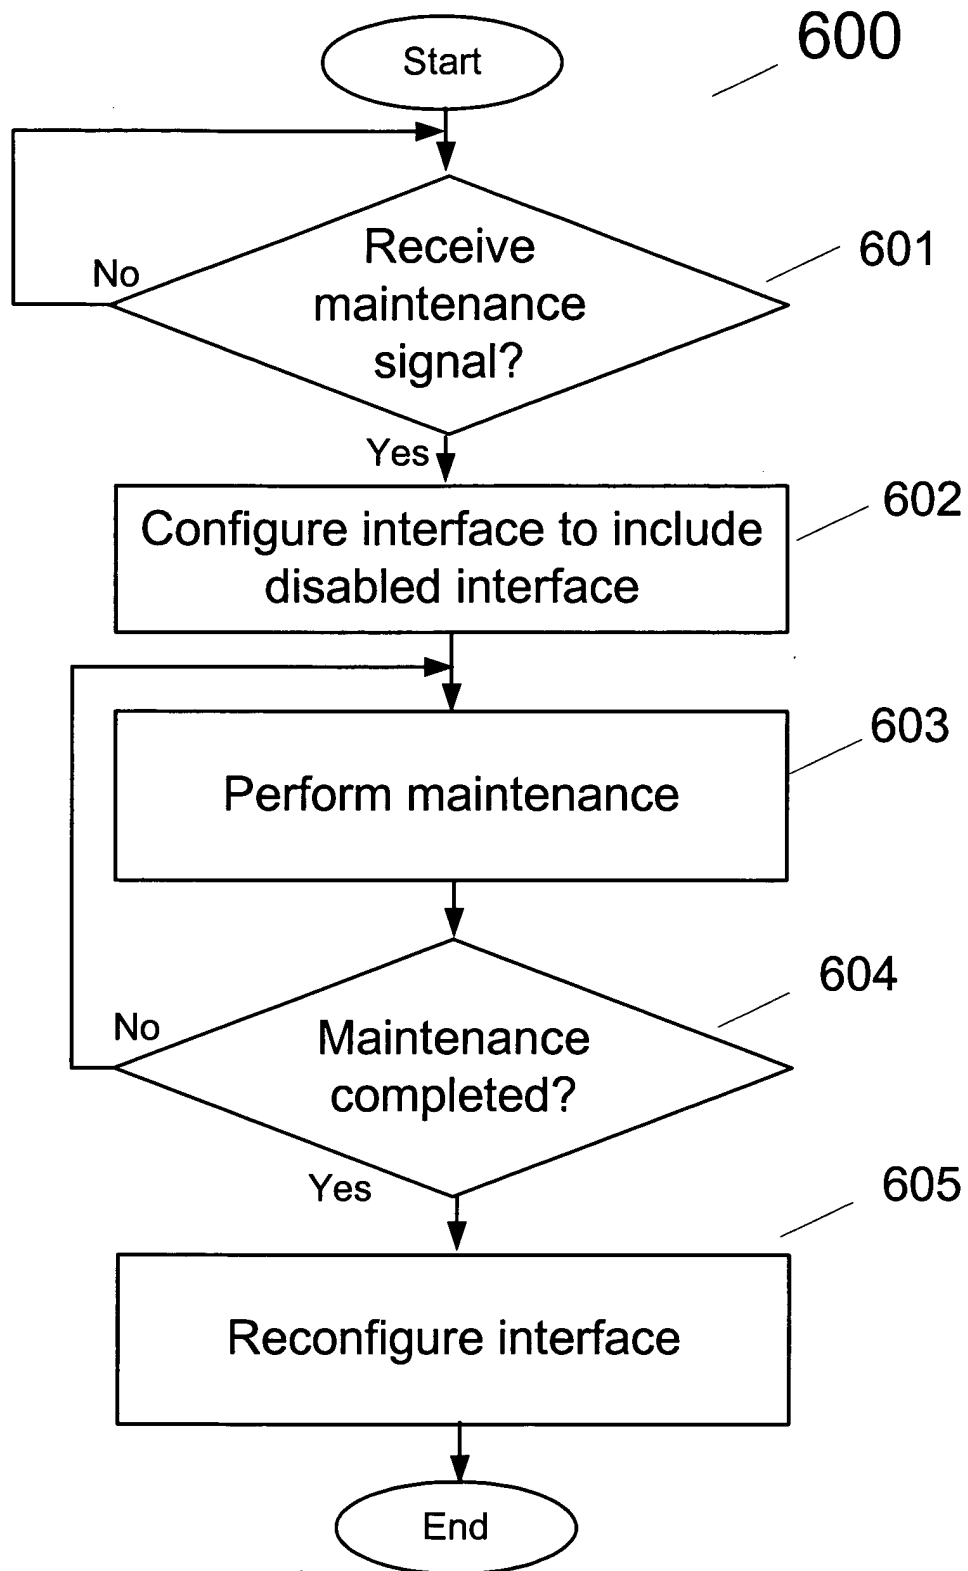 Start
600
Receive
maintenance
signal?
601
No
Yes
Configure interface to include
disabled interface
602
Perform maintenance
603
Maintenance
completed?
604
No
Yes
Reconfigure interface
605
End